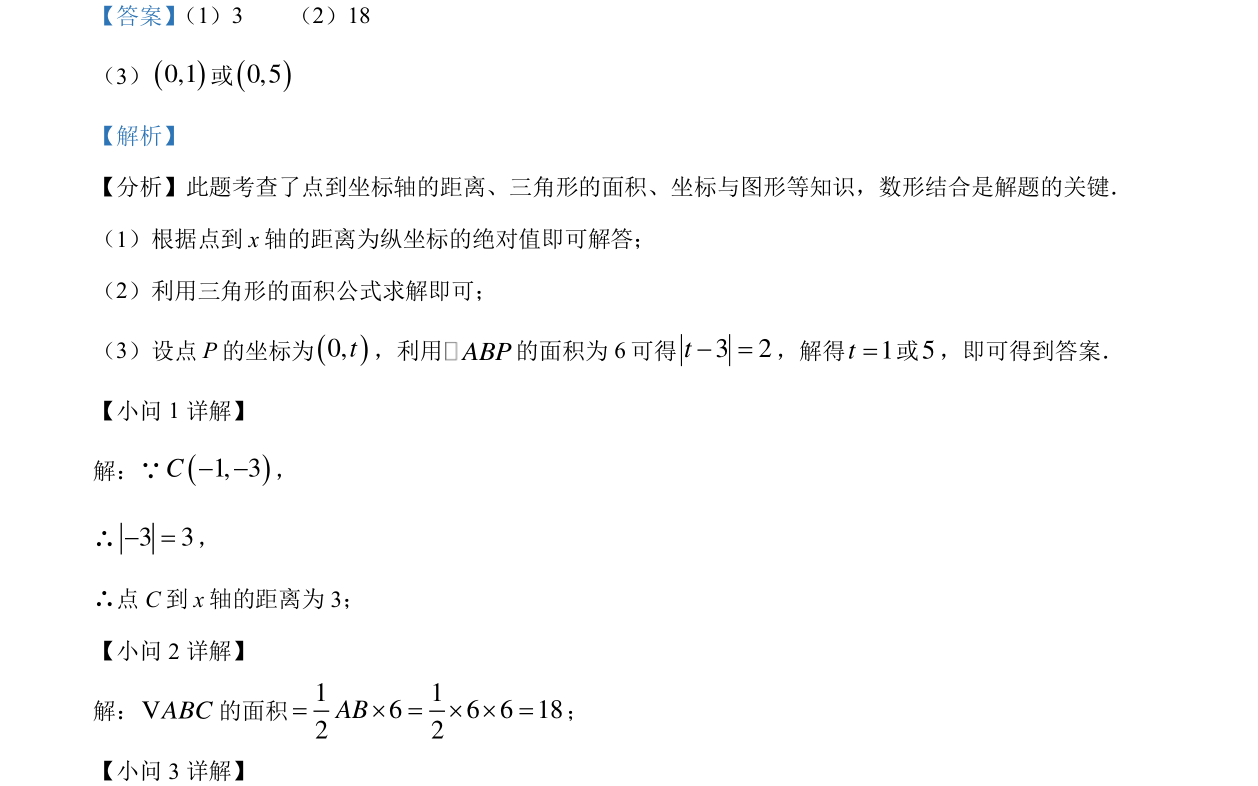 【答案】（1）3 （2）18
（3）(0,1)或(0,5)
【解析】
【分析】此题考查了点到坐标轴的距离、三角形的面积、坐标与图形等知识，数形结合是解题的关键．
（1）根据点到 x 轴的距离为纵坐标的绝对值即可解答；
（2）利用三角形的面积公式求解即可；
（3）设点 P 的坐标为(0,t)，利用□ABP 的面积为 6 可得|t−3|=2，解得t=1或5，即可得到答案．
【小问 1 详解】
解：∵C(−1,−3)，
∴|−3|=3，
∴点 C 到 x 轴的距离为 3；
【小问 2 详解】
解：VABC 的面积=1/2 AB×6=1/2×6×6=18；
【小问 3 详解】